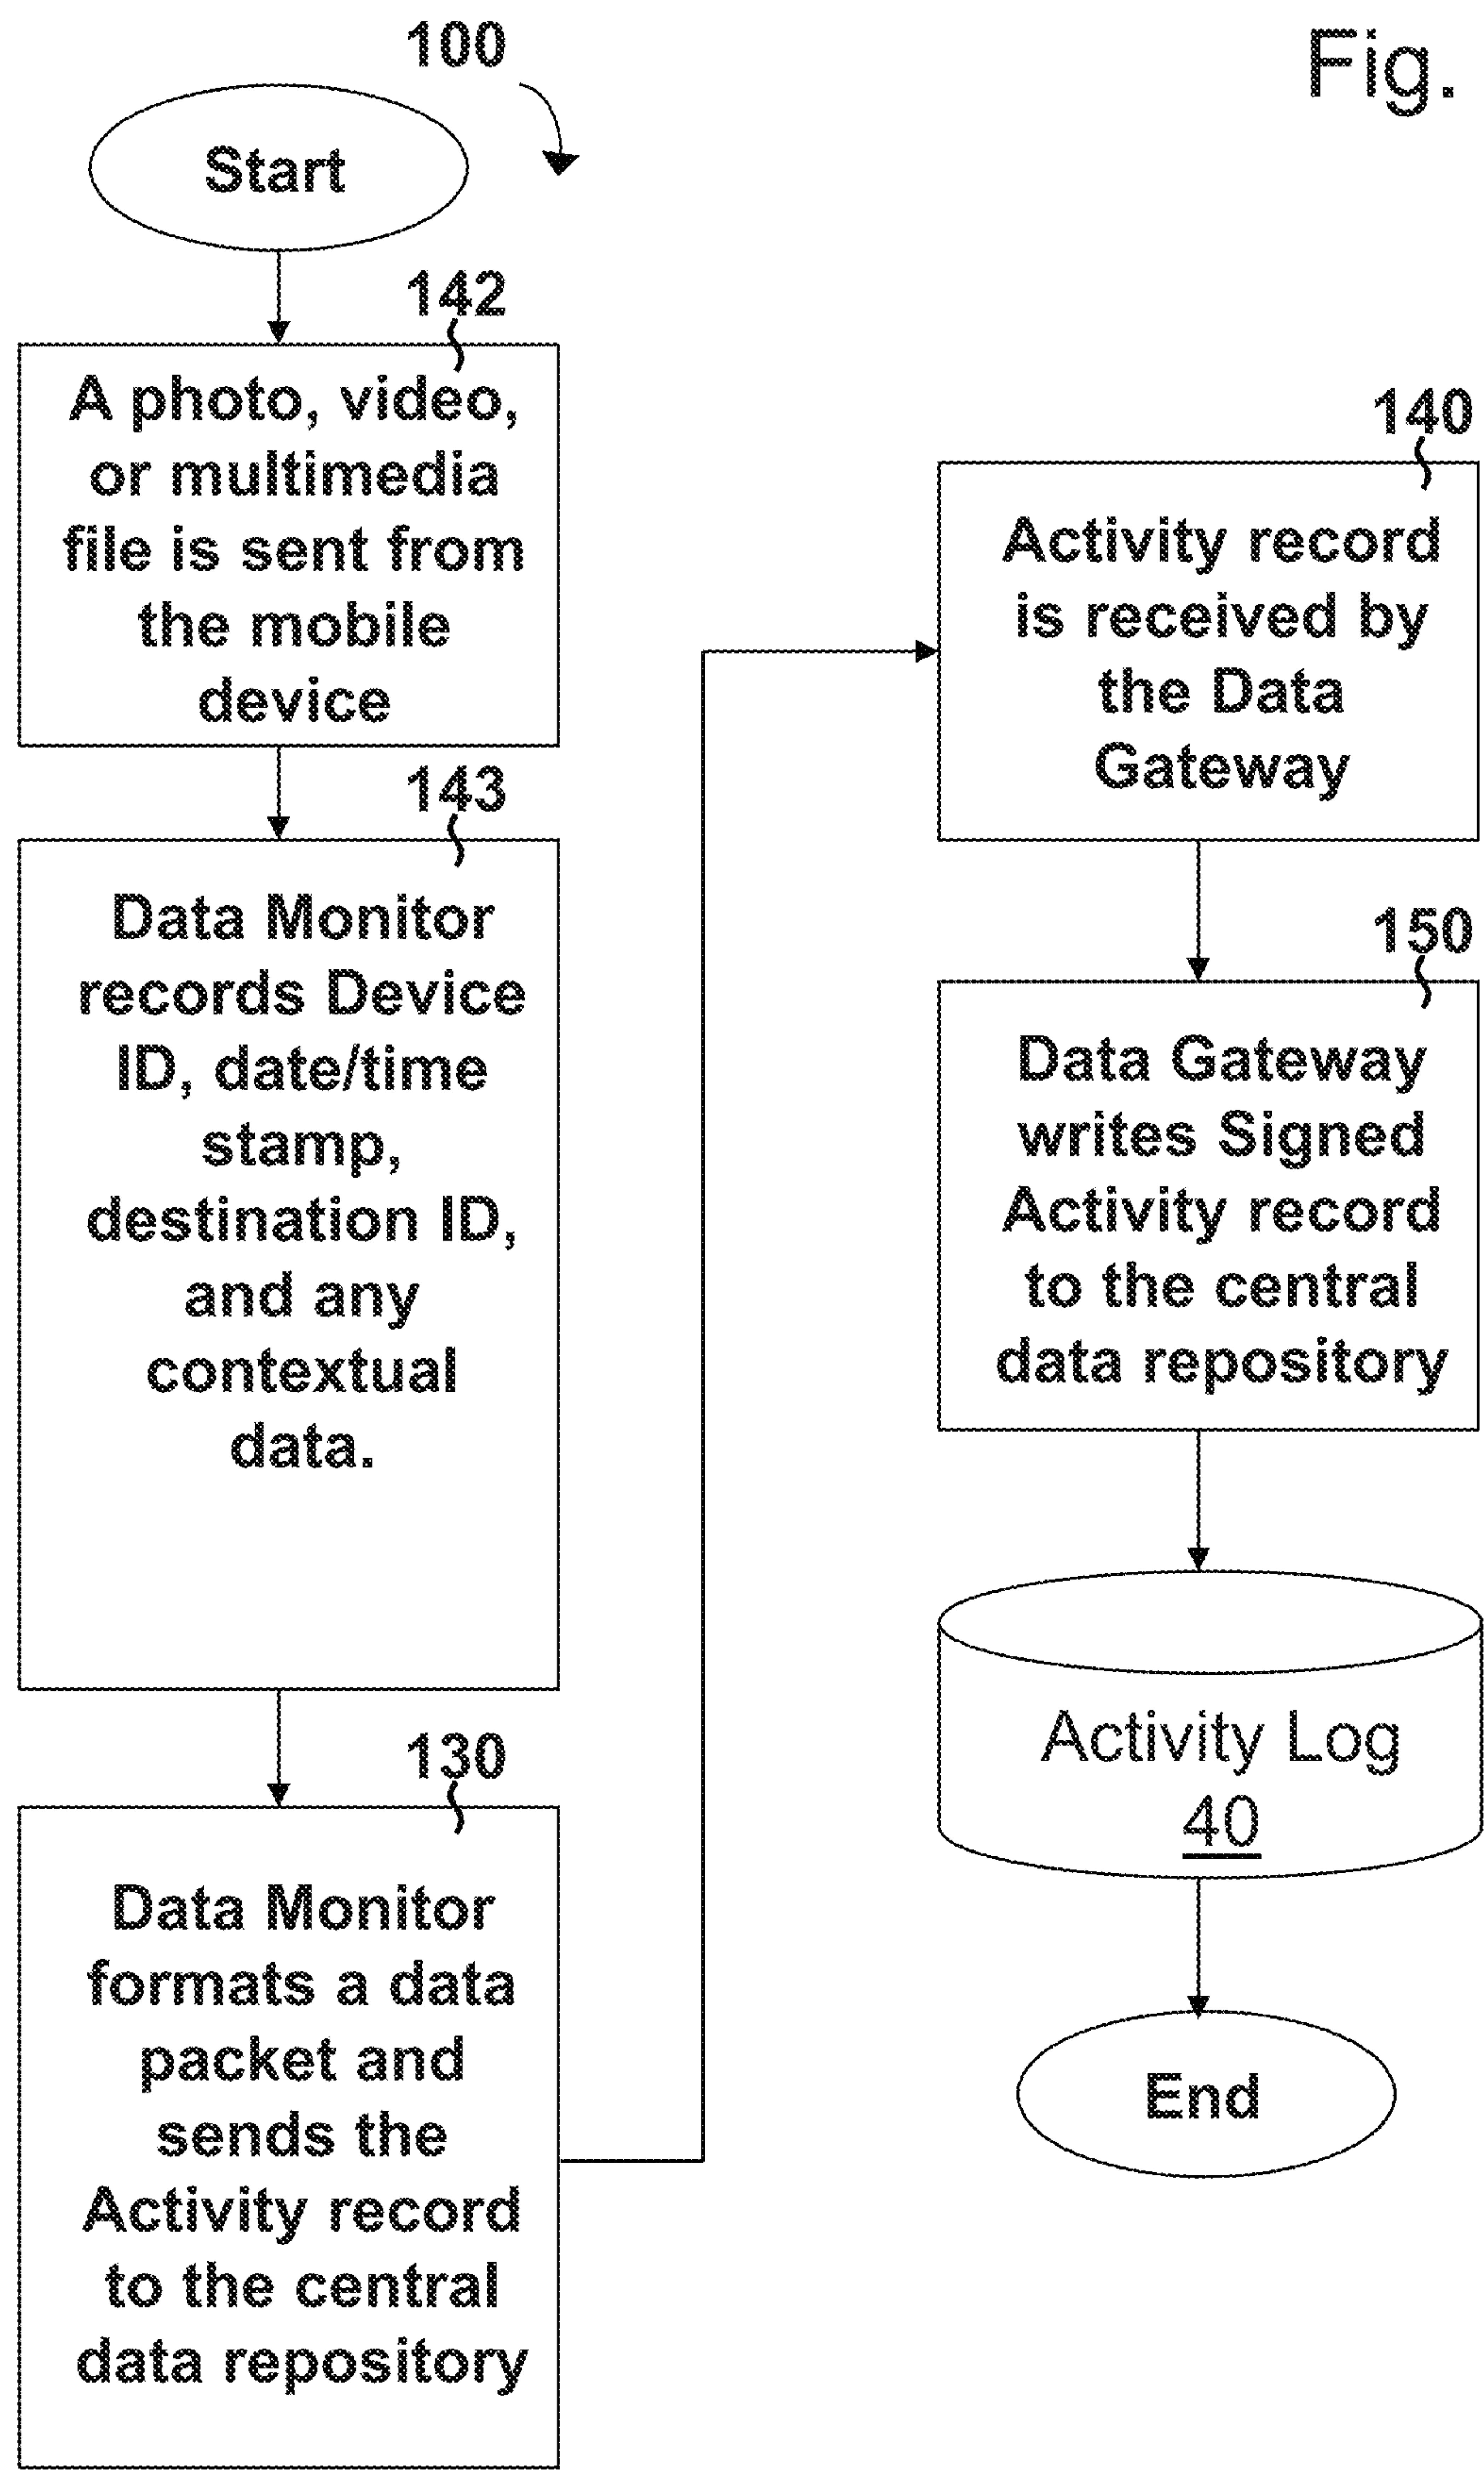 100
Fig.
Start
142
A photo, video,
or multimedia
file is sent from
the mobile
device
143
Data Monitor
records Device
ID, date/time
stamp,
destination ID,
and any
contextual
data.
130
Data Monitor
formats a data
packet and
sends the
Activity record
to the central
data repository
140
Activity record
is received by
the Data
Gateway
150
Data Gateway
writes Signed
Activity record
to the central
data repository
Activity Log
40
End